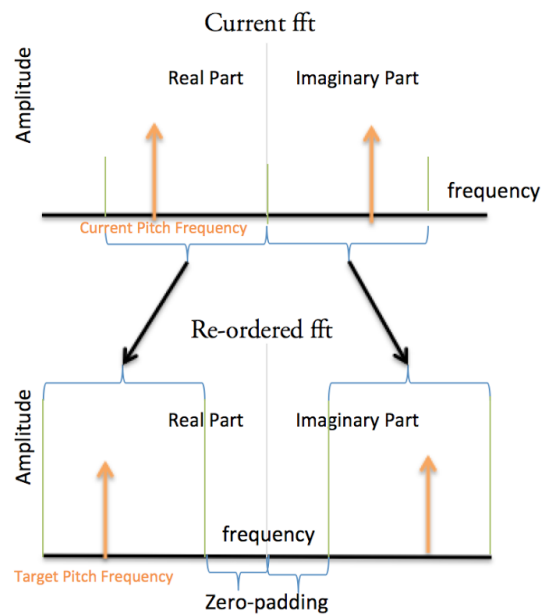 Current fft
Amplitude
Real Part
Imaginary Part
frequency
Current Pitch Frequency
Re-ordered fft
Amplitude
Real Part
Imaginary Part
frequency
Target Pitch Frequency
Zero-padding